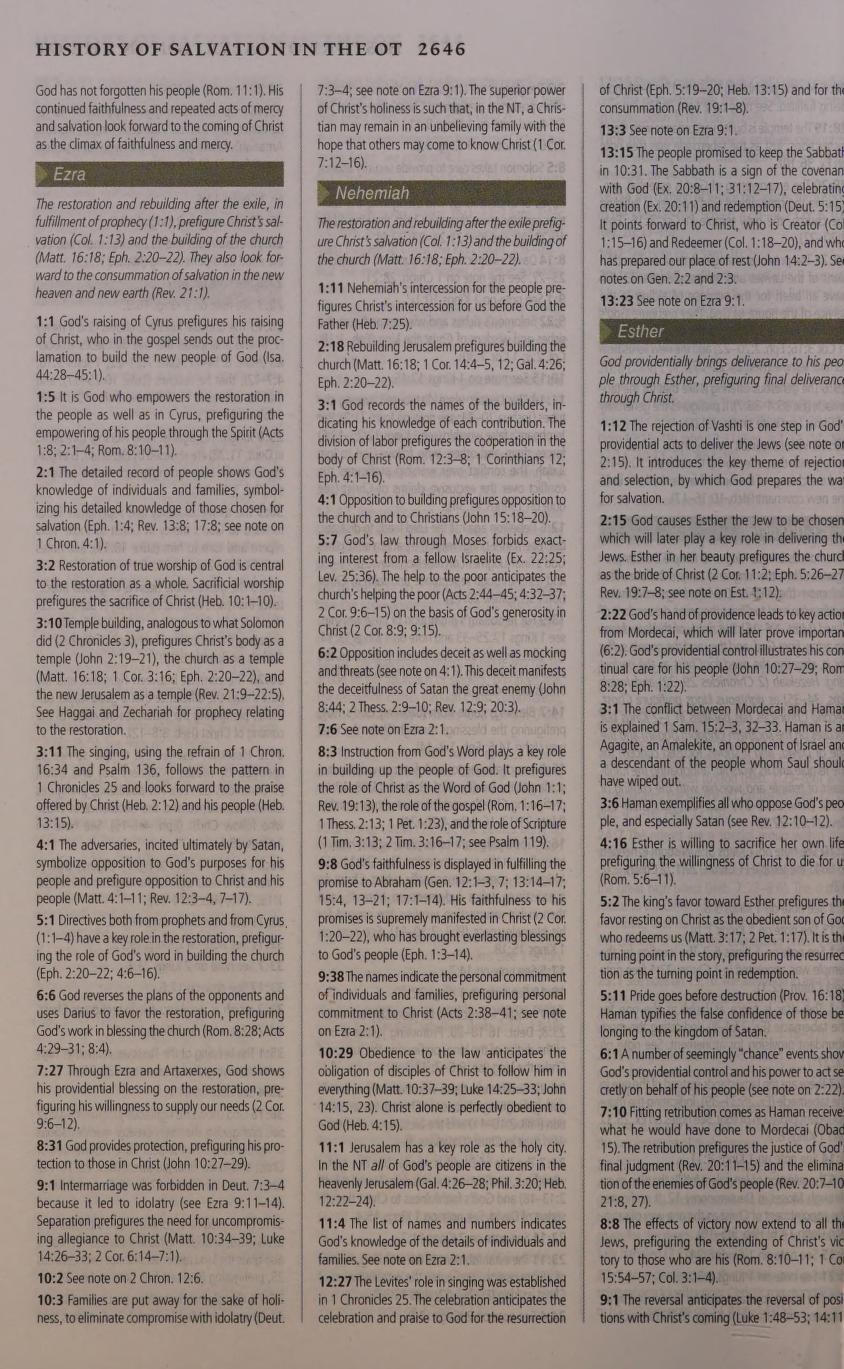 HISTORY OF SALVATION IN THE OT 2646
God has not forgotten his people (Rom. 11:1). His
continued faithfulness and repeated acts of mercy
and salvation look forward to the coming of Christ
as the climax of faithfulness and mercy.
Ezra
The restoration and rebuilding after the exile, in
fulfillment of prophecy (1:1), prefigure Christ's sal-
vation (Col. 1:13) and the building of the church
(Matt. 16:18; Eph. 2:20–22). They also look for-
ward to the consummation of salvation in the new
heaven and new earth (Rev. 21:1).
1:1 God's raising of Cyrus prefigures his raising
of Christ, who in the gospel sends out the proc-
lamation to build the new people of God (Isa.
44:28–45:1).
1:5 It is God who empowers the restoration in
the people as well as in Cyrus, prefiguring the
empowering of his people through the Spirit (Acts
1:8; 2:1–4; Rom. 8:10–11).
2:1 The detailed record of people shows God's
knowledge of individuals and families, symbol-
izing his detailed knowledge of those chosen for
salvation (Eph. 1:4; Rev. 13:8; 17:8; see note on
1 Chron. 4:1).
3:2 Restoration of true worship of God is central
to the restoration as a whole. Sacrificial worship
prefigures the sacrifice of Christ (Heb. 10:1–10).
3:10 Temple building, analogous to what Solomon
did (2 Chronicles 3), prefigures Christ's body as a
temple (John 2:19–21), the church as a temple
(Matt. 16:18; 1 Cor. 3:16; Eph. 2:20–22), and
the new Jerusalem as a temple (Rev. 21:9–22:5).
See Haggai and Zechariah for prophecy relating
to the restoration.
3:11 The singing, using the refrain of 1 Chron.
16:34 and Psalm 136, follows the pattern in
1 Chronicles 25 and looks forward to the praise
offered by Christ (Heb. 2:12) and his people (Heb.
13:15).
4:1 The adversaries, incited ultimately by Satan,
symbolize opposition to God's purposes for his
people and prefigure opposition to Christ and his
people (Matt. 4:1–11; Rev. 12:3–4, 7–17).
5:1 Directives both from prophets and from Cyrus
(1:1–4) have a key role in the restoration, prefigur-
ing the role of God's word in building the church
(Eph. 2:20–22; 4:6–16).
6:6 God reverses the plans of the opponents and
uses Darius to favor the restoration, prefiguring
God's work in blessing the church (Rom. 8:28; Acts
4:29–31; 8:4).
7:27 Through Ezra and Artaxerxes, God shows
his providential blessing on the restoration, pre-
figuring his willingness to supply our needs (2 Cor.
9:6–12).
8:31 God provides protection, prefiguring his pro-
tection to those in Christ (John 10:27–29).
9:1 Intermarriage was forbidden in Deut. 7:3–4
because it led to idolatry (see Ezra 9:11–14).
Separation prefigures the need for uncompromis-
ing allegiance to Christ (Matt. 10:34–39; Luke
14:26–33; 2 Cor. 6:14–7:1).
10:2 See note on 2 Chron. 12:6.
10:3 Families are put away for the sake of holi-
ness, to eliminate compromise with idolatry (Deut.
7:3–4; see note on Ezra 9:1). The superior power
of Christ's holiness is such that, in the NT, a Chris-
tian may remain in an unbelieving family with the
hope that others may come to know Christ (1 Cor.
7:12–16).
Nehemiah
The restoration and rebuilding after the exile prefig-
ure Christ's salvation (Col. 1:13) and the building of
the church (Matt. 16:18; Eph. 2:20–22).
1:11 Nehemiah's intercession for the people pre-
figures Christ's intercession for us before God the
Father (Heb. 7:25).
2:18 Rebuilding Jerusalem prefigures building the
church (Matt. 16:18; 1 Cor. 14:4–5, 12; Gal. 4:26;
Eph. 2:20–22).
3:1 God records the names of the builders, in-
dicating his knowledge of each contribution. The
division of labor prefigures the cooperation in the
body of Christ (Rom. 12:3–8; 1 Corinthians 12;
Eph. 4:1–16).
4:1 Opposition to building prefigures opposition to
the church and to Christians (John 15:18–20).
5:7 God's law through Moses forbids exact-
ing interest from a fellow Israelite (Ex. 22:25;
Lev. 25:36). The help to the poor anticipates the
church's helping the poor (Acts 2:44–45; 4:32–37;
2 Cor. 9:6–15) on the basis of God's generosity in
Christ (2 Cor. 8:9; 9:15).
6:2 Opposition includes deceit as well as mocking
and threats (see note on 4:1). This deceit manifests
the deceitfulness of Satan the great enemy (John
8:44; 2 Thess. 2:9–10; Rev. 12:9; 20:3).
7:6 See note on Ezra 2:1.
8:3 Instruction from God's Word plays a key role
in building up the people of God. It prefigures
the role of Christ as the Word of God (John 1:1;
Rev. 19:13), the role of the gospel (Rom. 1:16–17;
1 Thess. 2:13; 1 Pet. 1:23), and the role of Scripture
(1 Tim. 3:13; 2 Tim. 3:16–17; see Psalm 119).
9:8 God's faithfulness is displayed in fulfilling the
promise to Abraham (Gen. 12:1–3, 7; 13:14–17;
15:4, 13–21; 17:1–14). His faithfulness to his
promises is supremely manifested in Christ (2 Cor.
1:20–22), who has brought everlasting blessings
to God's people (Eph. 1:3–14).
9:38 The names indicate the personal commitment
of individuals and families, prefiguring personal
commitment to Christ (Acts 2:38–41; see note
on Ezra 2:1).
10:29 Obedience to the law anticipates the
obligation of disciples of Christ to follow him in
everything (Matt. 10:37–39; Luke 14:25–33; John
14:15, 23). Christ alone is perfectly obedient to
God (Heb. 4:15).
11:1 Jerusalem has a key role as the holy city.
In the NT all of God's people are citizens in the
heavenly Jerusalem (Gal. 4:26–28; Phil. 3:20; Heb.
12:22–24).
11:4 The list of names and numbers indicates
God's knowledge of the details of individuals and
families. See note on Ezra 2:1.
12:27 The Levites' role in singing was established
in 1 Chronicles 25. The celebration anticipates the
celebration and praise to God for the resurrection
of Christ (Eph. 5:19–20; Heb. 13:15) and for the
consummation (Rev. 19:1–8).
13:3 See note on Ezra 9:1.
13:15 The people promised to keep the Sabbath
in 10:31. The Sabbath is a sign of the covenan
with God (Ex. 20:8–11; 31:12–17), celebrating
creation (Ex. 20:11) and redemption (Deut. 5:15)
It points forward to Christ, who is Creator (Col
1:15–16) and Redeemer (Col. 1:18–20), and who
has prepared our place of rest (John 14:2–3). See
notes on Gen. 2:2 and 2:3.
13:23 See note on Ezra 9:1.
Esther
God providentially brings deliverance to his peo
ple through Esther, prefiguring final deliverance
through Christ.
1:12 The rejection of Vashti is one step in God'
providential acts to deliver the Jews (see note on
2:15). It introduces the key theme of rejection
and selection, by which God prepares the wa
for salvation.
2:15 God causes Esther the Jew to be chosen
which will later play a key role in delivering the
Jews. Esther in her beauty prefigures the church
as the bride of Christ (2 Cor. 11:2; Eph. 5:26–27
Rev. 19:7–8; see note on Est. 1:12).
2:22 God's hand of providence leads to key action
from Mordecai, which will later prove importan
(6:2). God's providential control illustrates his con
tinual care for his people (John 10:27–29; Rom
8:28; Eph. 1:22).
3:1 The conflict between Mordecai and Haman
is explained 1 Sam. 15:2–3, 32–33. Haman is an
Agagite, an Amalekite, an opponent of Israel and
a descendant of the people whom Saul should
have wiped out.
3:6 Haman exemplifies all who oppose God's peo
ple, and especially Satan (see Rev. 12:10–12).
4:16 Esther is willing to sacrifice her own life
prefiguring the willingness of Christ to die for u
(Rom. 5:6–11).
5:2 The king's favor toward Esther prefigures the
favor resting on Christ as the obedient son of God
who redeems us (Matt. 3:17; 2 Pet. 1:17). It is the
turning point in the story, prefiguring the resurrec
tion as the turning point in redemption.
5:11 Pride goes before destruction (Prov. 16:18)
Haman typifies the false confidence of those be
longing to the kingdom of Satan.
6:1 A number of seemingly "chance" events show
God's providential control and his power to act se
cretly on behalf of his people (see note on 2:22).
7:10 Fitting retribution comes as Haman receive
what he would have done to Mordecai (Obad
15). The retribution prefigures the justice of God'
final judgment (Rev. 20:11–15) and the elimina
tion of the enemies of God's people (Rev. 20:7–10
21:8, 27).
8:8 The effects of victory now extend to all the
Jews, prefiguring the extending of Christ's vic
tory to those who are his (Rom. 8:10–11; 1 Co
15:54–57; Col. 3:1–4).
9:1 The reversal anticipates the reversal of posi
tions with Christ's coming (Luke 1:48–53; 14:11